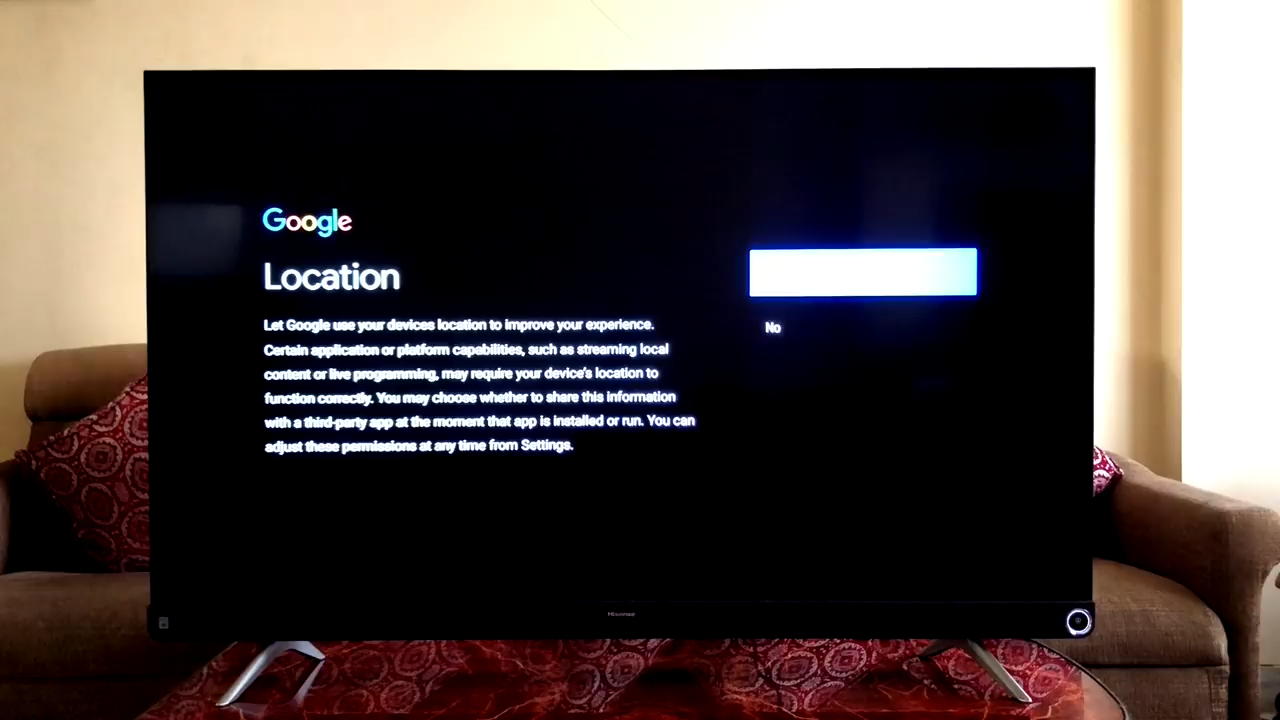 Google
Location
Let Google use your devices location to improve your experience.
Certain application or platform capabilities, such as streaming local
content or live programming, may require your device's location to
function correctly. You may choose whether to share this information
with a third-party app at the moment that app is installed or run. You can
adjust these permissions at any time from Settings.
No
Hisense